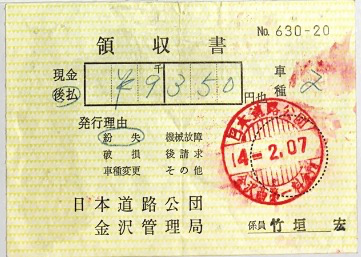 領収書 No. 630-20
現金 ¥9,350 円也 車種 2
後払 千
発行理由
紛失 機械故障
破損 後請求
車種変更 その他
日本道路公団
金沢管理局 係員 竹垣 宏
日本道路公団
14-2.07